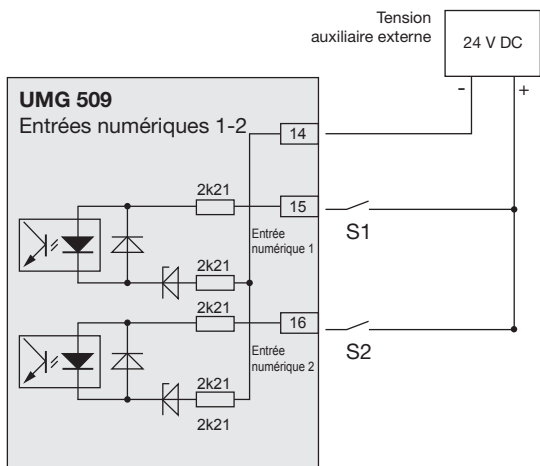 Tension
auxiliaire externe
24 V DC
- +
UMG 509
Entrées numériques 1-2
14
2k21
15
S1
Entrée
numérique 1
2k21
2k21
16
S2
Entrée
numérique 2
2k21
2k21